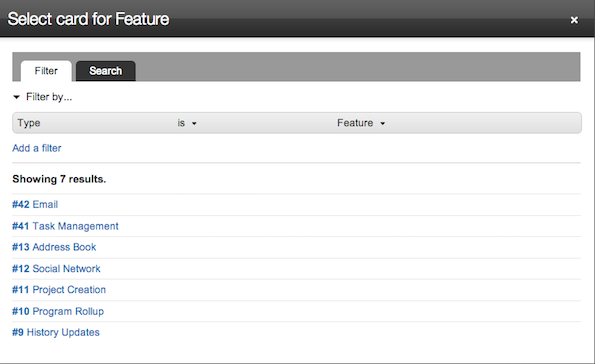 Select card for Feature ×
Filter Search
Filter by...
Type is Feature
Add a filter
Showing 7 results.
#42 Email
#41 Task Management
#13 Address Book
#12 Social Network
#11 Project Creation
#10 Program Rollup
#9 History Updates